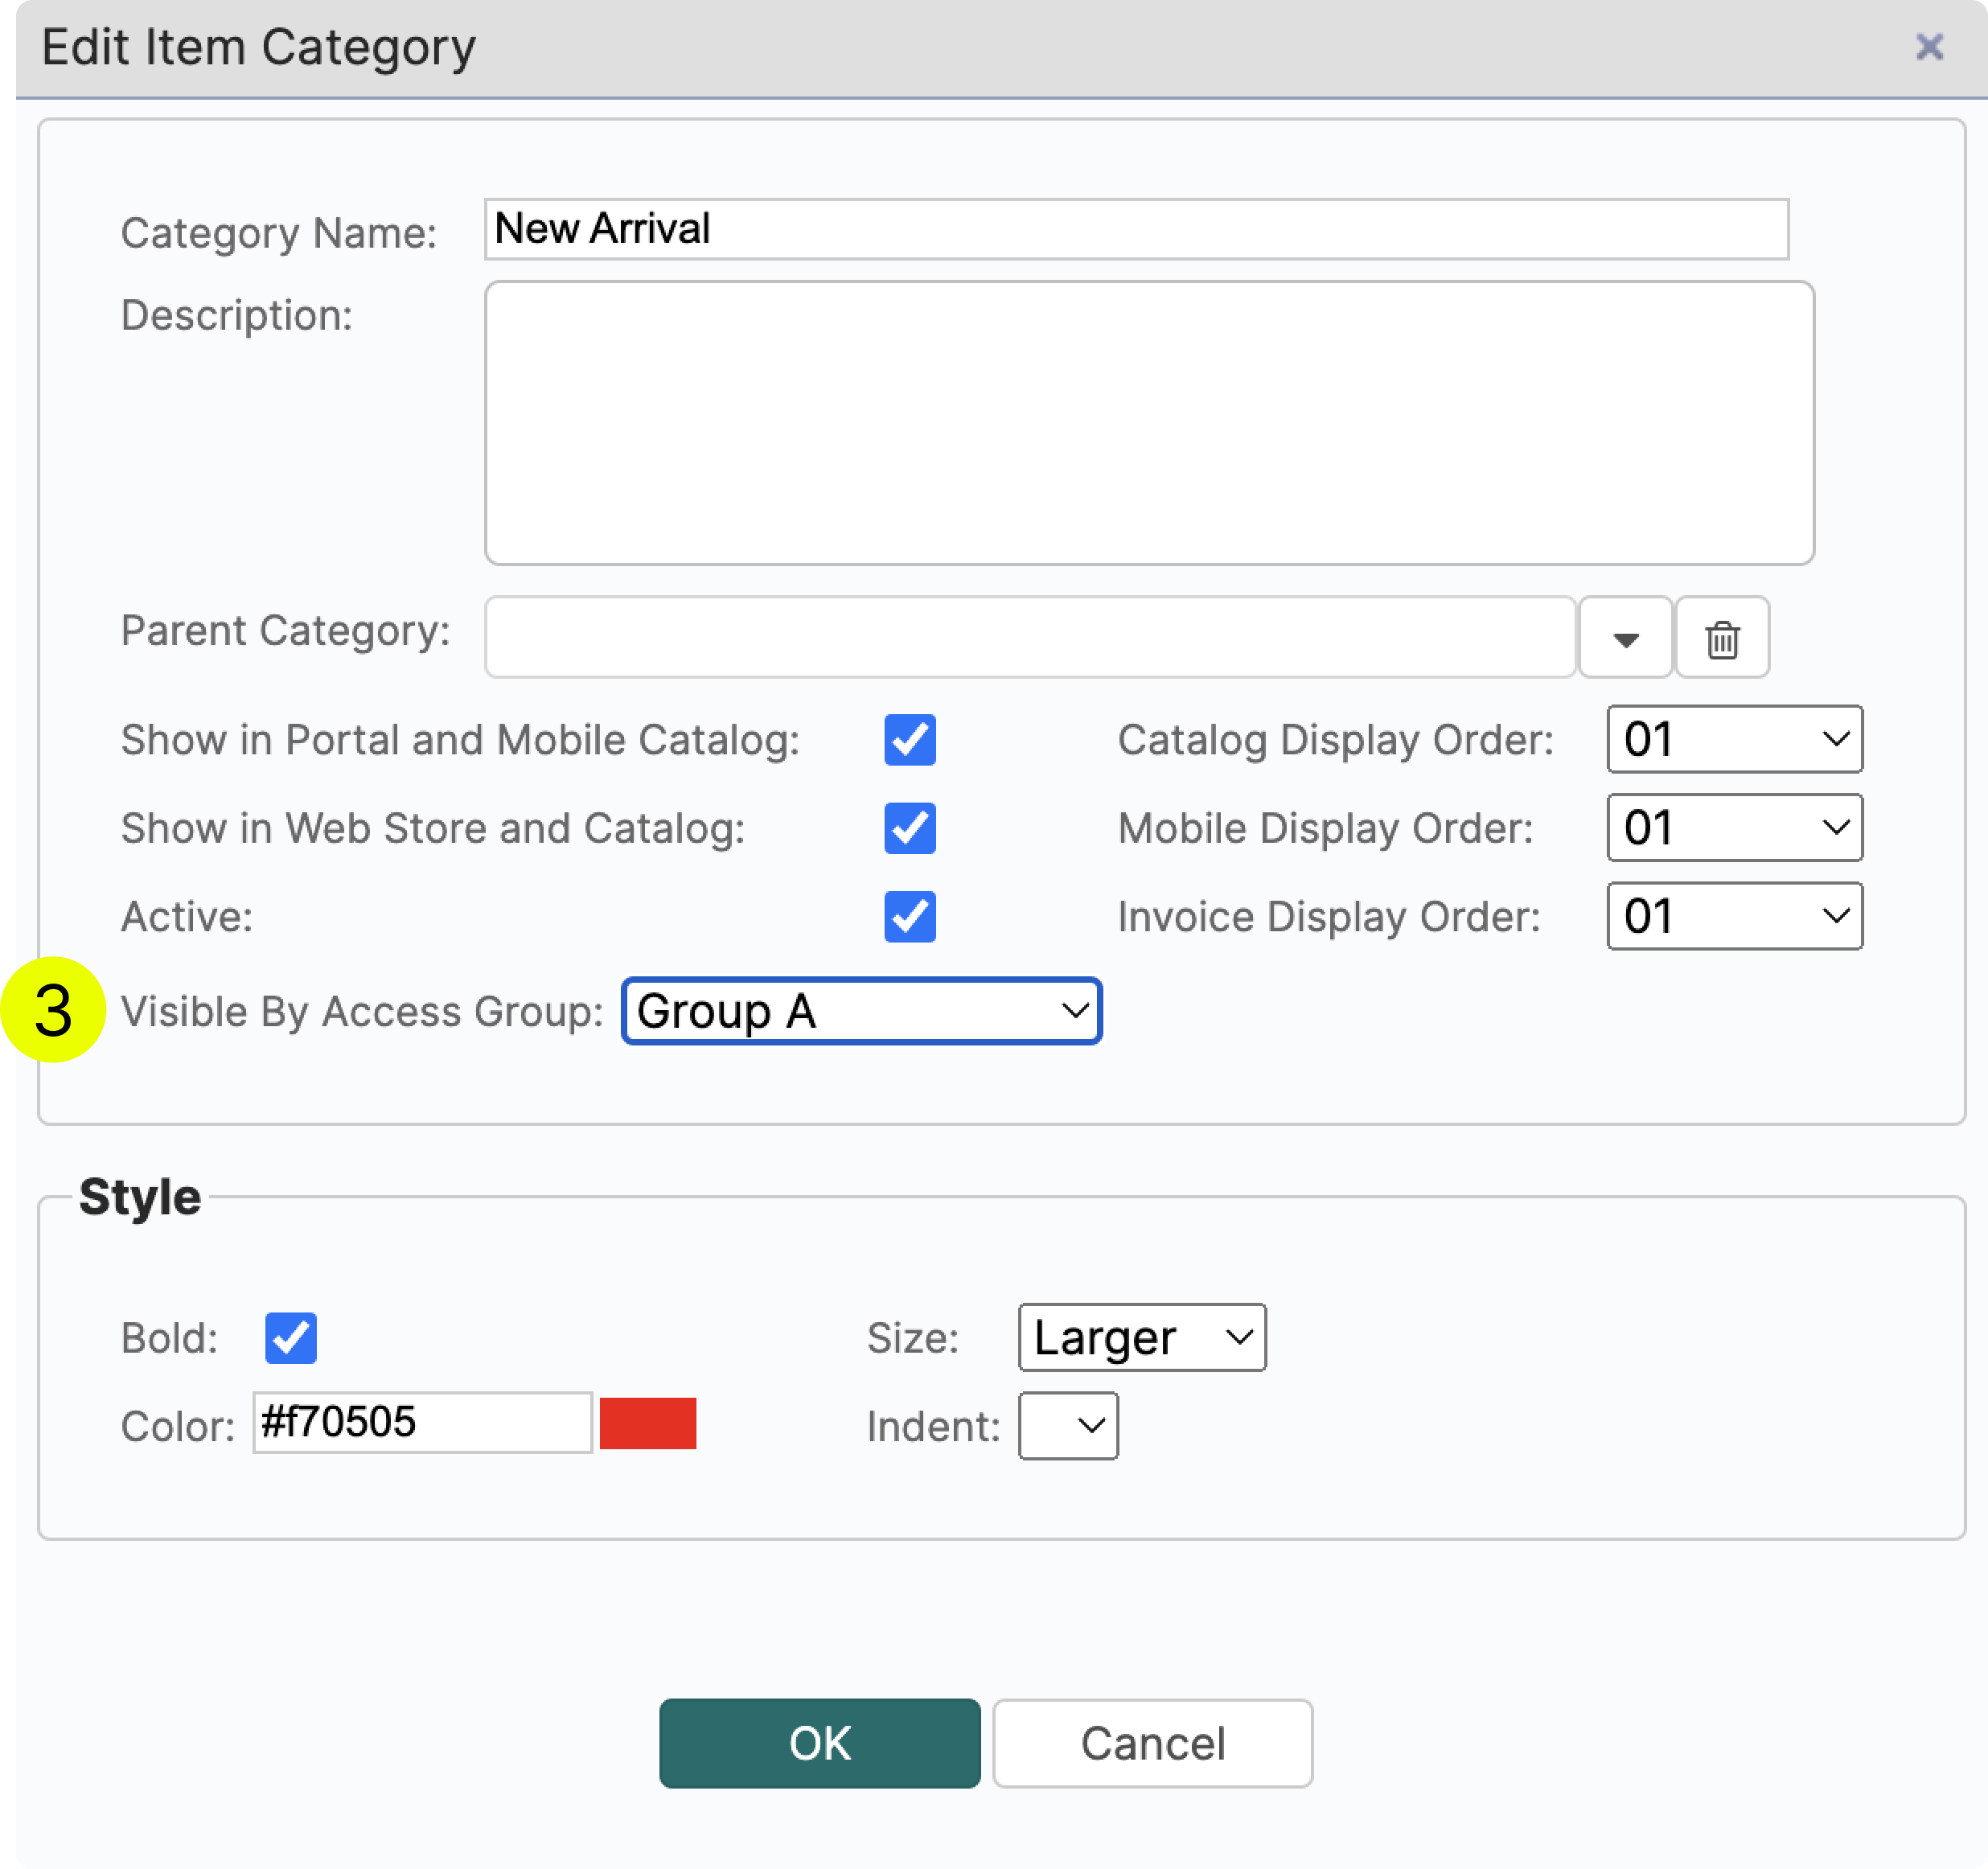 Edit Item Category
Category Name: New Arrival
Description:
Parent Category:
Show in Portal and Mobile Catalog: Catalog Display Order: 01
Show in Web Store and Catalog: Mobile Display Order: 01
Active: Invoice Display Order: 01
3 Visible By Access Group: Group A
Style
Bold: Size: Larger
Color: #f70505 Indent:
OK Cancel